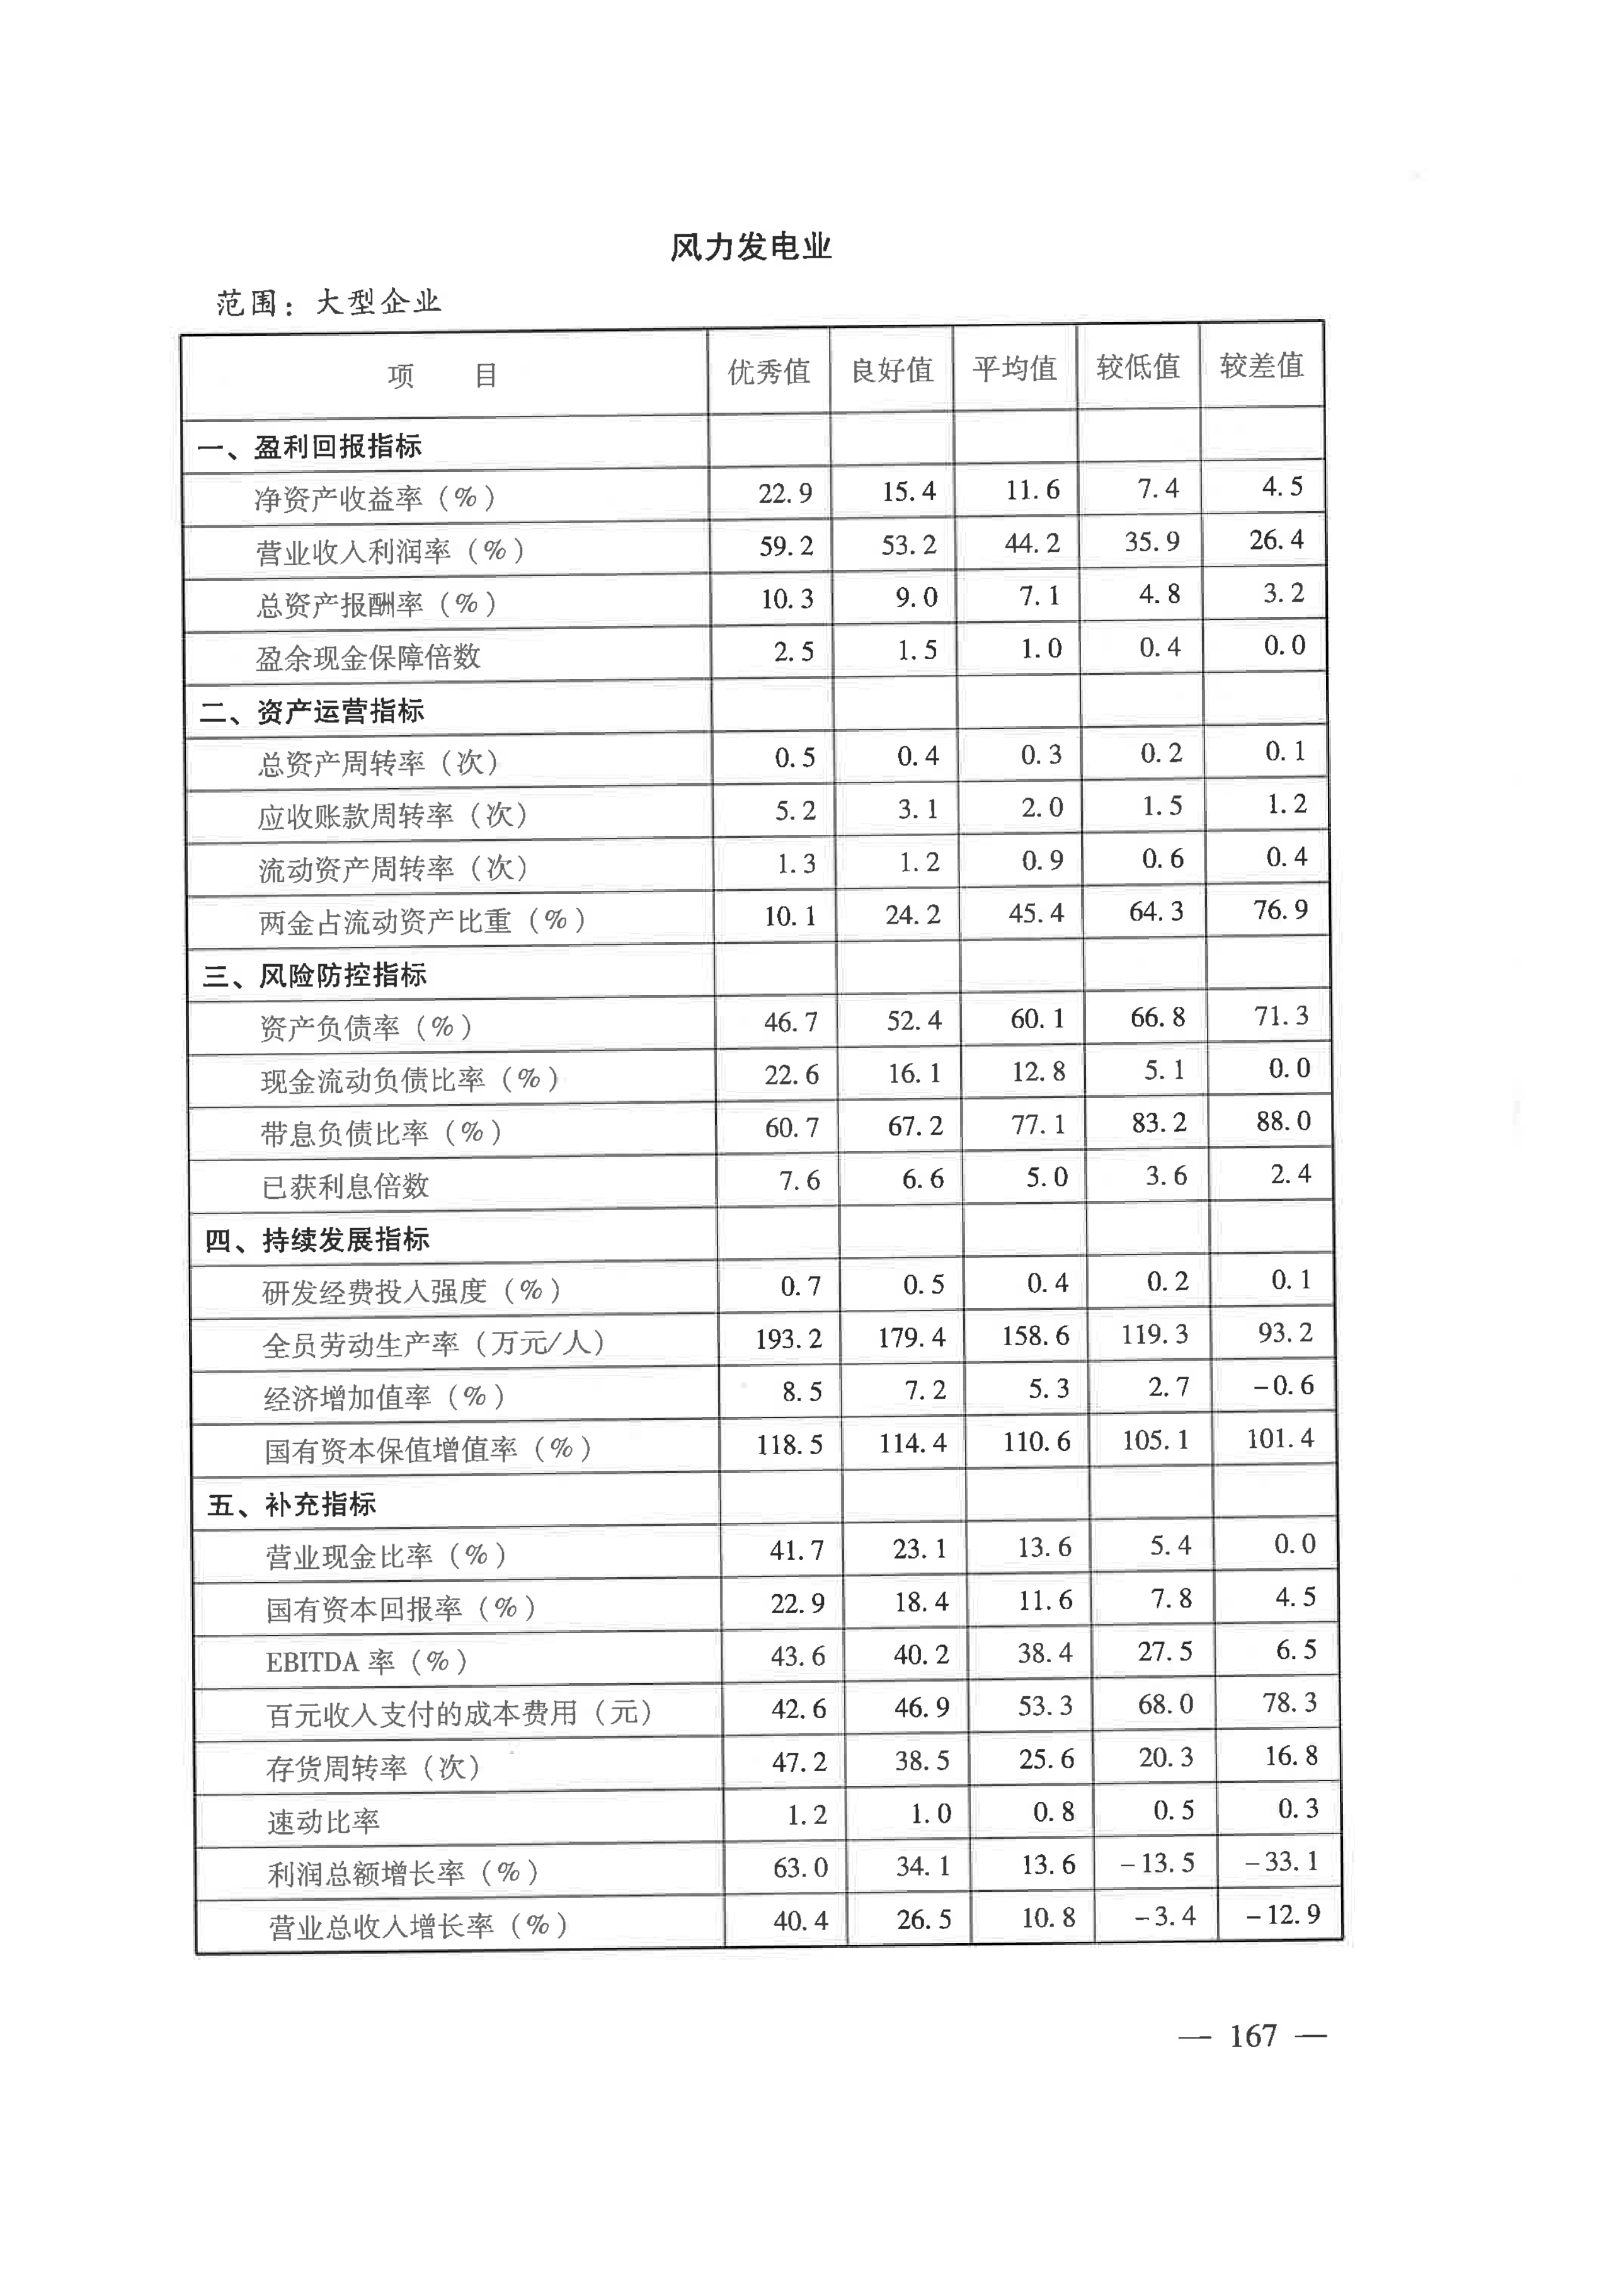 风力发电业
范围：大型企业
项 目 优秀值 良好值 平均值 较低值 较差值
一、盈利回报指标
净资产收益率（%） 22.9 15.4 11.6 7.4 4.5
营业收入利润率（%） 59.2 53.2 44.2 35.9 26.4
总资产报酬率（%） 10.3 9.0 7.1 4.8 3.2
盈余现金保障倍数 2.5 1.5 1.0 0.4 0.0
二、资产运营指标
总资产周转率（次） 0.5 0.4 0.3 0.2 0.1
应收账款周转率（次） 5.2 3.1 2.0 1.5 1.2
流动资产周转率（次） 1.3 1.2 0.9 0.6 0.4
两金占流动资产比重（%） 10.1 24.2 45.4 64.3 76.9
三、风险防控指标
资产负债率（%） 46.7 52.4 60.1 66.8 71.3
现金流动负债比率（%） 22.6 16.1 12.8 5.1 0.0
带息负债比率（%） 60.7 67.2 77.1 83.2 88.0
已获利息倍数 7.6 6.6 5.0 3.6 2.4
四、持续发展指标
研发经费投入强度（%） 0.7 0.5 0.4 0.2 0.1
全员劳动生产率（万元/人） 193.2 179.4 158.6 119.3 93.2
经济增加值率（%） 8.5 7.2 5.3 2.7 -0.6
国有资本保值增值率（%） 118.5 114.4 110.6 105.1 101.4
五、补充指标
营业现金比率（%） 41.7 23.1 13.6 5.4 0.0
国有资本回报率（%） 22.9 18.4 11.6 7.8 4.5
EBITDA 率（%） 43.6 40.2 38.4 27.5 6.5
百元收入支付的成本费用（元） 42.6 46.9 53.3 68.0 78.3
存货周转率（次） 47.2 38.5 25.6 20.3 16.8
速动比率 1.2 1.0 0.8 0.5 0.3
利润总额增长率（%） 63.0 34.1 13.6 -13.5 -33.1
营业总收入增长率（%） 40.4 26.5 10.8 -3.4 -12.9
— 167 —